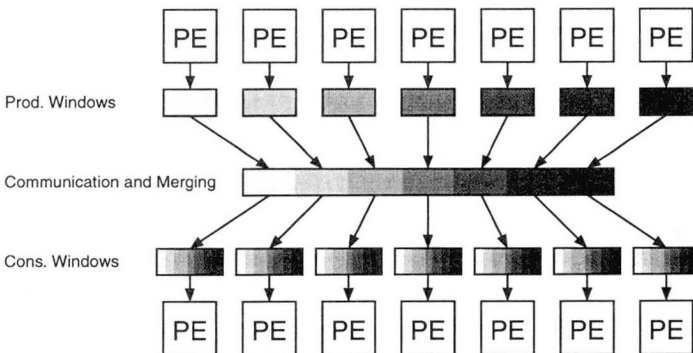 PE PE PE PE PE PE PE
Prod. Windows
Communication and Merging
Cons. Windows
PE PE PE PE PE PE PE